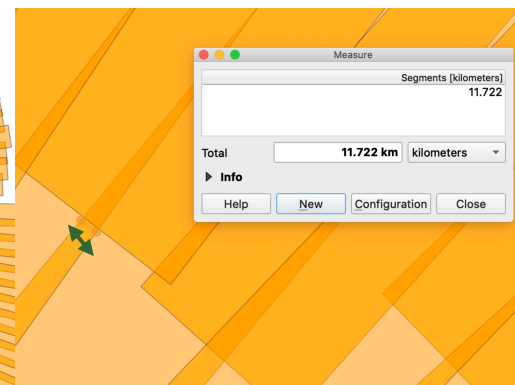 Measure
Segments [kilometers]
11.722
Total 11.722 km kilometers
Info
Help New Configuration Close